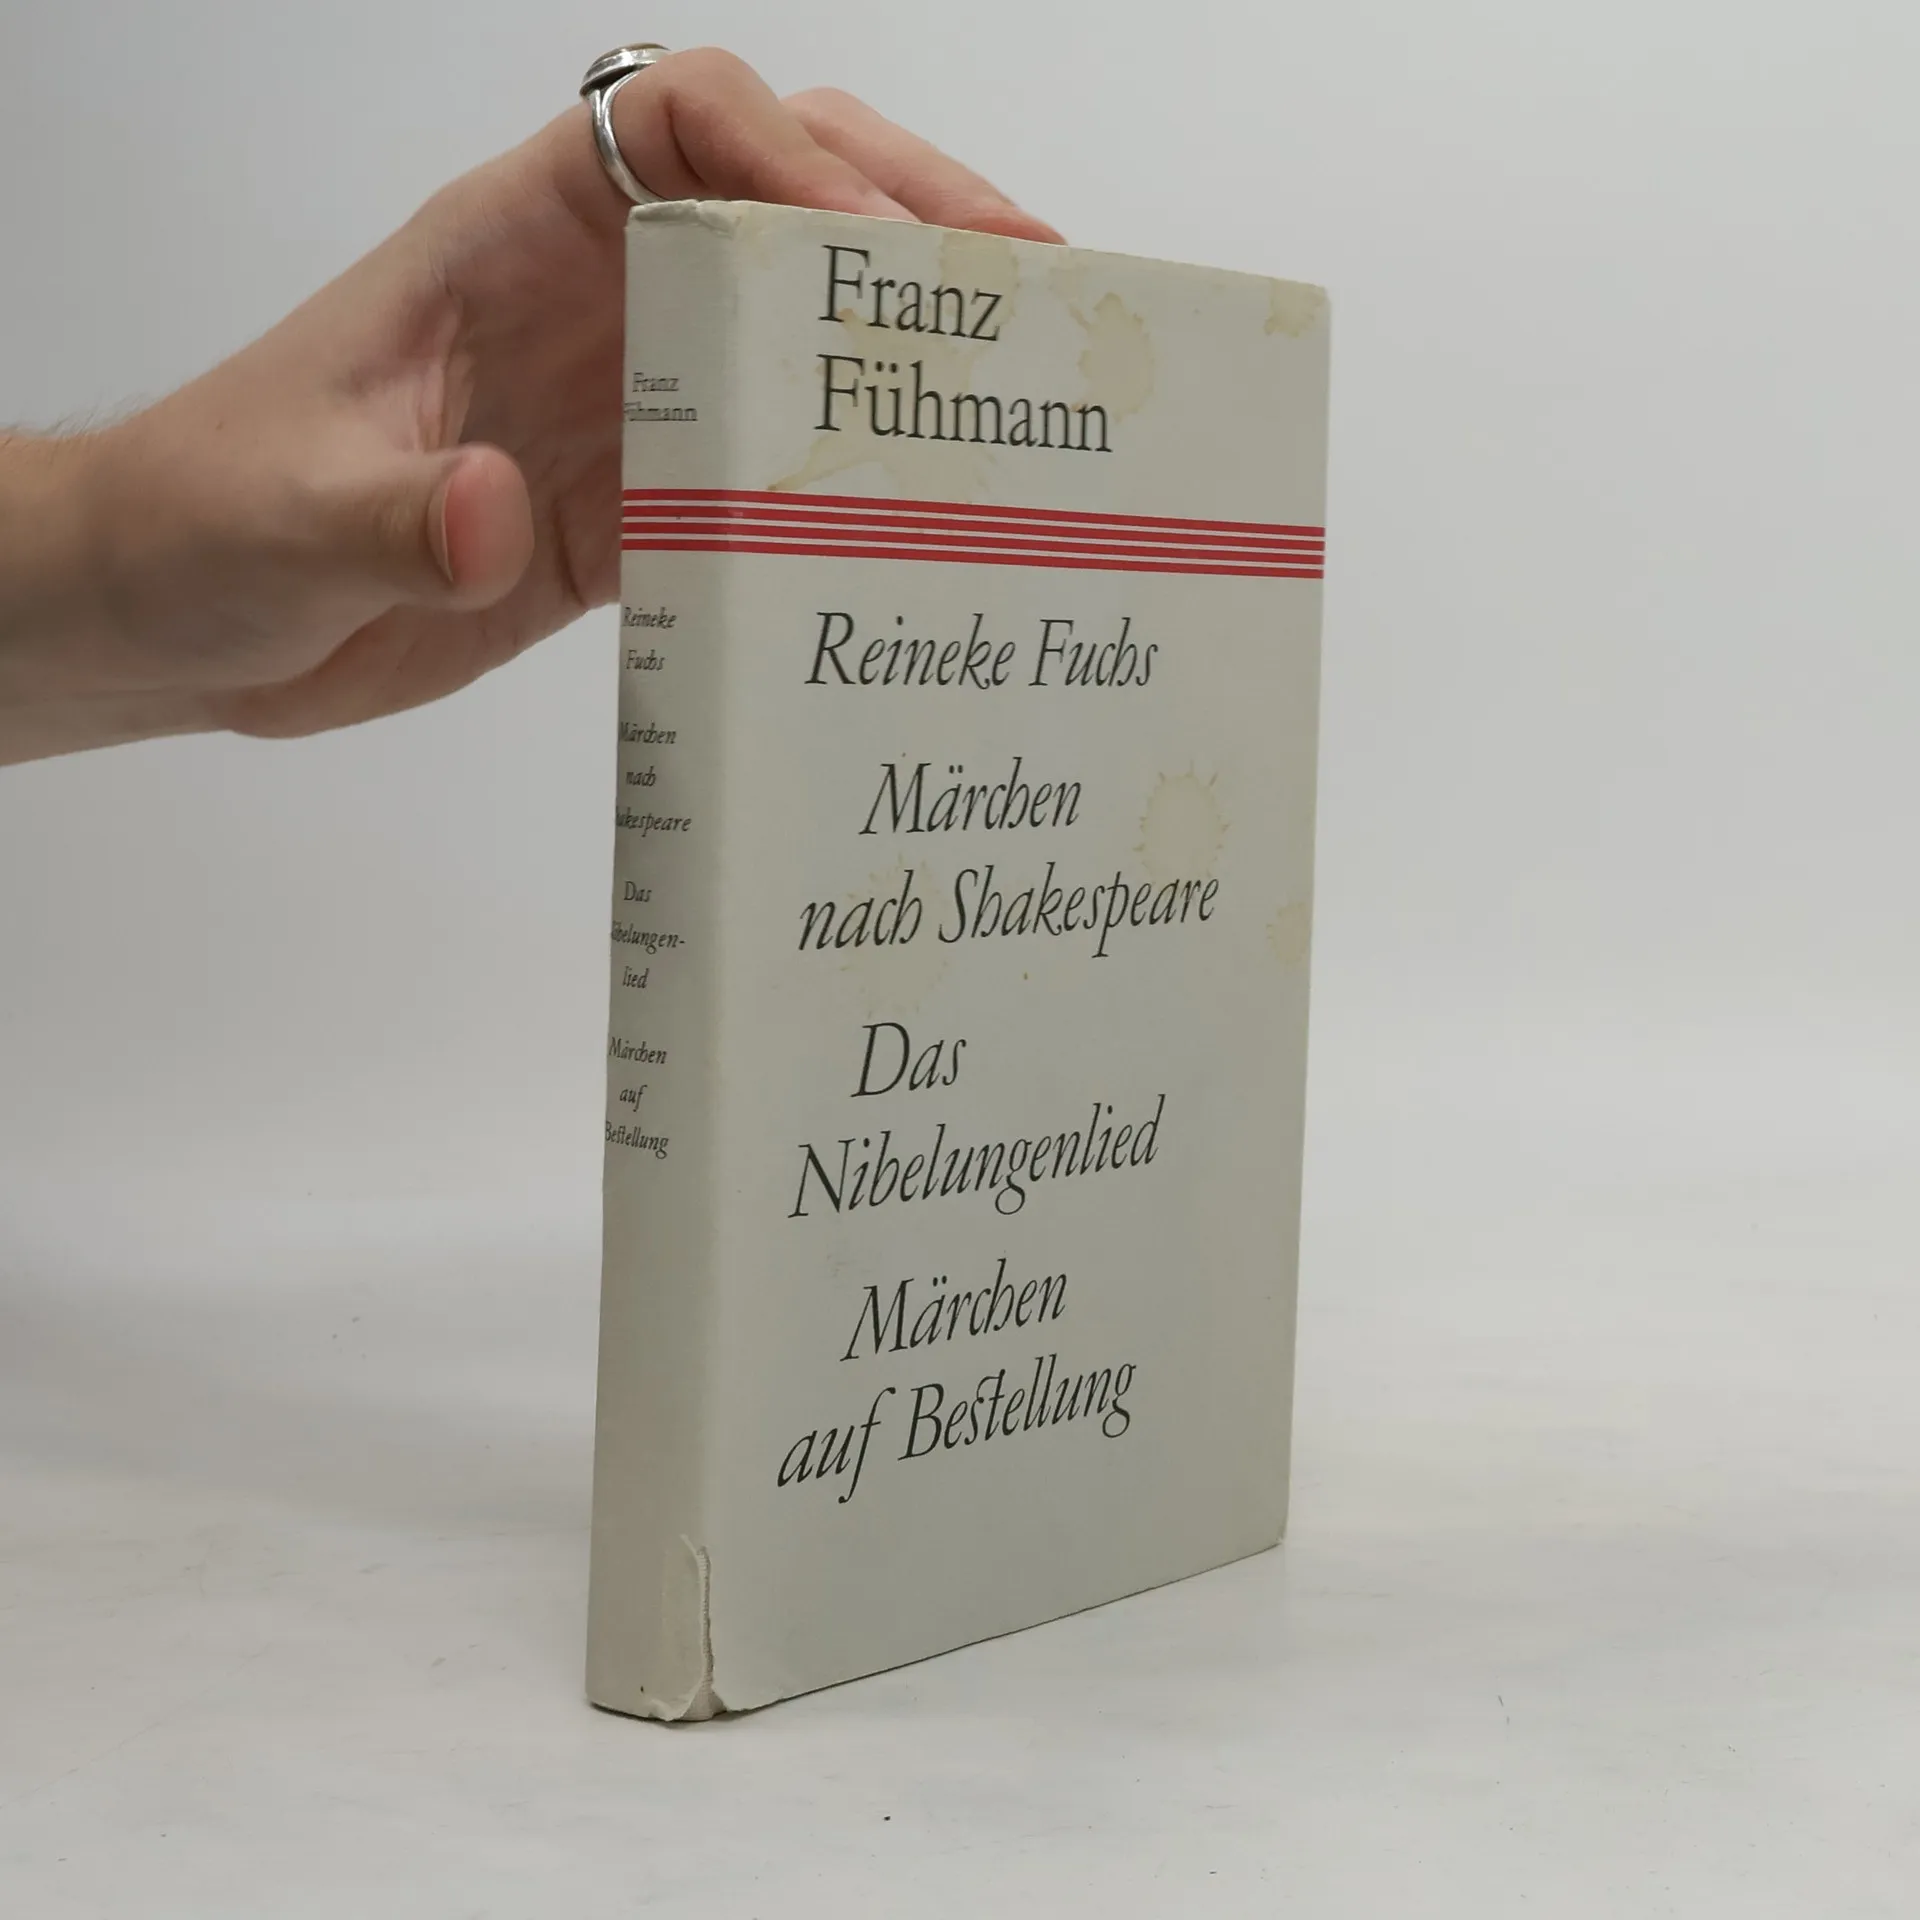 Franz
Fühmann
Reineke Fuchs
Märchen
nach Shakespeare
Das
Nibelungenlied
Märchen
auf Bestellung
Franz
Fühmann
Reineke
Fuchs
Märchen
nach
Shakespeare
Das
Nibelungen-
lied
Märchen
auf
Bestellung